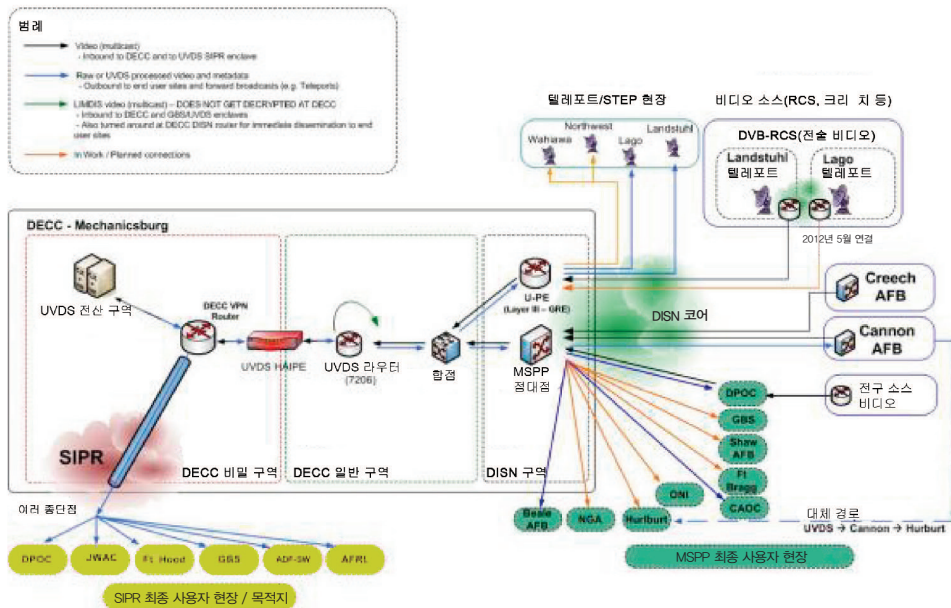 범례
Video (multicast)
- Inbound to DECC and to UVDS SIPR enclave
Raw or UVDS processed video and metadata
- Outbound to end user sites and forward broadcasts (e.g. Teleports)
LIMDIS video (multicast) – DOES NOT GET DECRYPTED AT DECC
- Inbound to DECC and GBS/UVDS enclaves
- Also turned around at DECC DISN router for immediate dissemination to end
user sites
In Work / Planned connections
텔레포트/STEP 현장
Wahiawa
Northwest
Lago
Landstuhl
비디오 소스(RCS, 크리 치 등)
DVB-RCS(전술 비디오)
Landstuhl
텔레포트
Lago
텔레포트
2012년 5월 연결
DECC - Mechanicsburg
UVDS 전산 구역
DECC VPN
Router
UVDS HAIPE
UVDS 라우터
(7206)
합점
U-PE
(Layer III – GRE)
MSPP
점대점
DISN 코어
Creech
AFB
Cannon
AFB
전구 소스
비디오
SIPR
DECC 비밀 구역
DECC 일반 구역
DISN 구역
DPOC
GBS
Shaw
AFB
Ft
Bragg
CAOC
ONI
Hurlburt
NGA
Beale
AFB
대체 경로
UVDS → Cannon → Hurburt
MSPP 최종 사용자 현장
여러 종단점
DPOC
JWAC
Ft Hood
GBS
ADF-SW
AFRL
SIPR 최종 사용자 현장 / 목적지